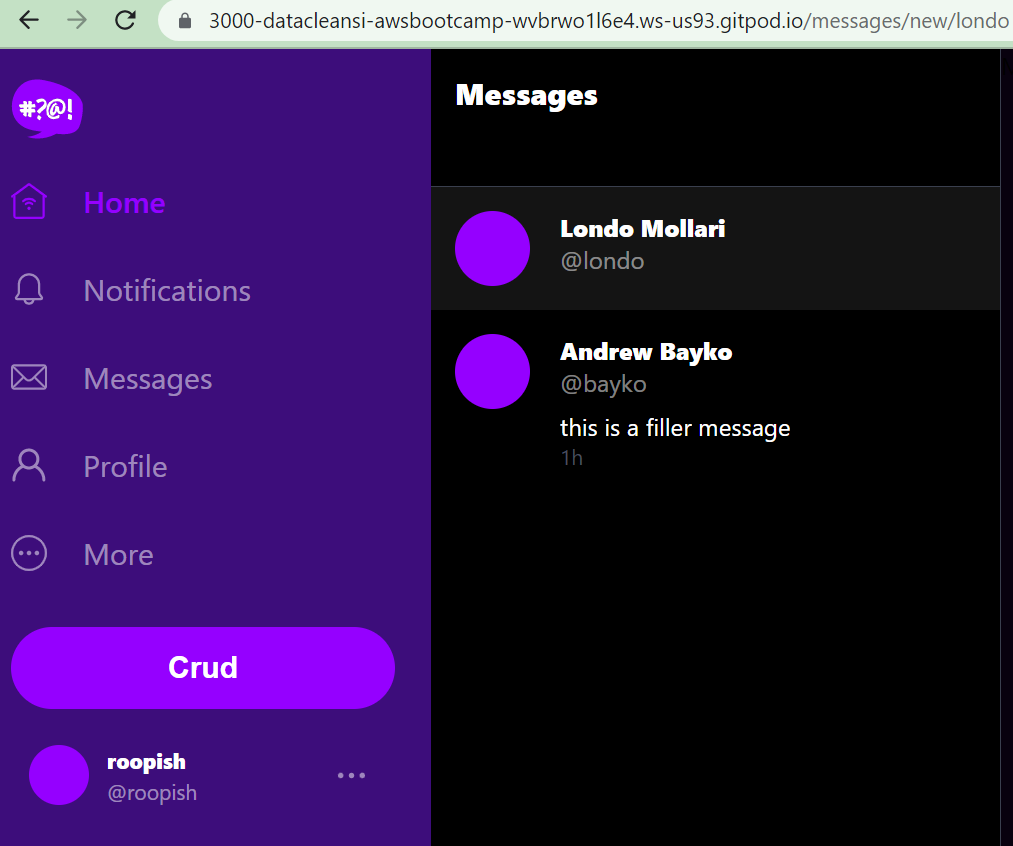 3000-datacleansi-awsbootcamp-wvbrwo1l6e4.ws-us93.gitpod.io/messages/new/londo
#?@!
Home
Notifications
Messages
Profile
More
Crud
roopish
@roopish
Messages
Londo Mollari
@londo
Andrew Bayko
@bayko
this is a filler message
1h